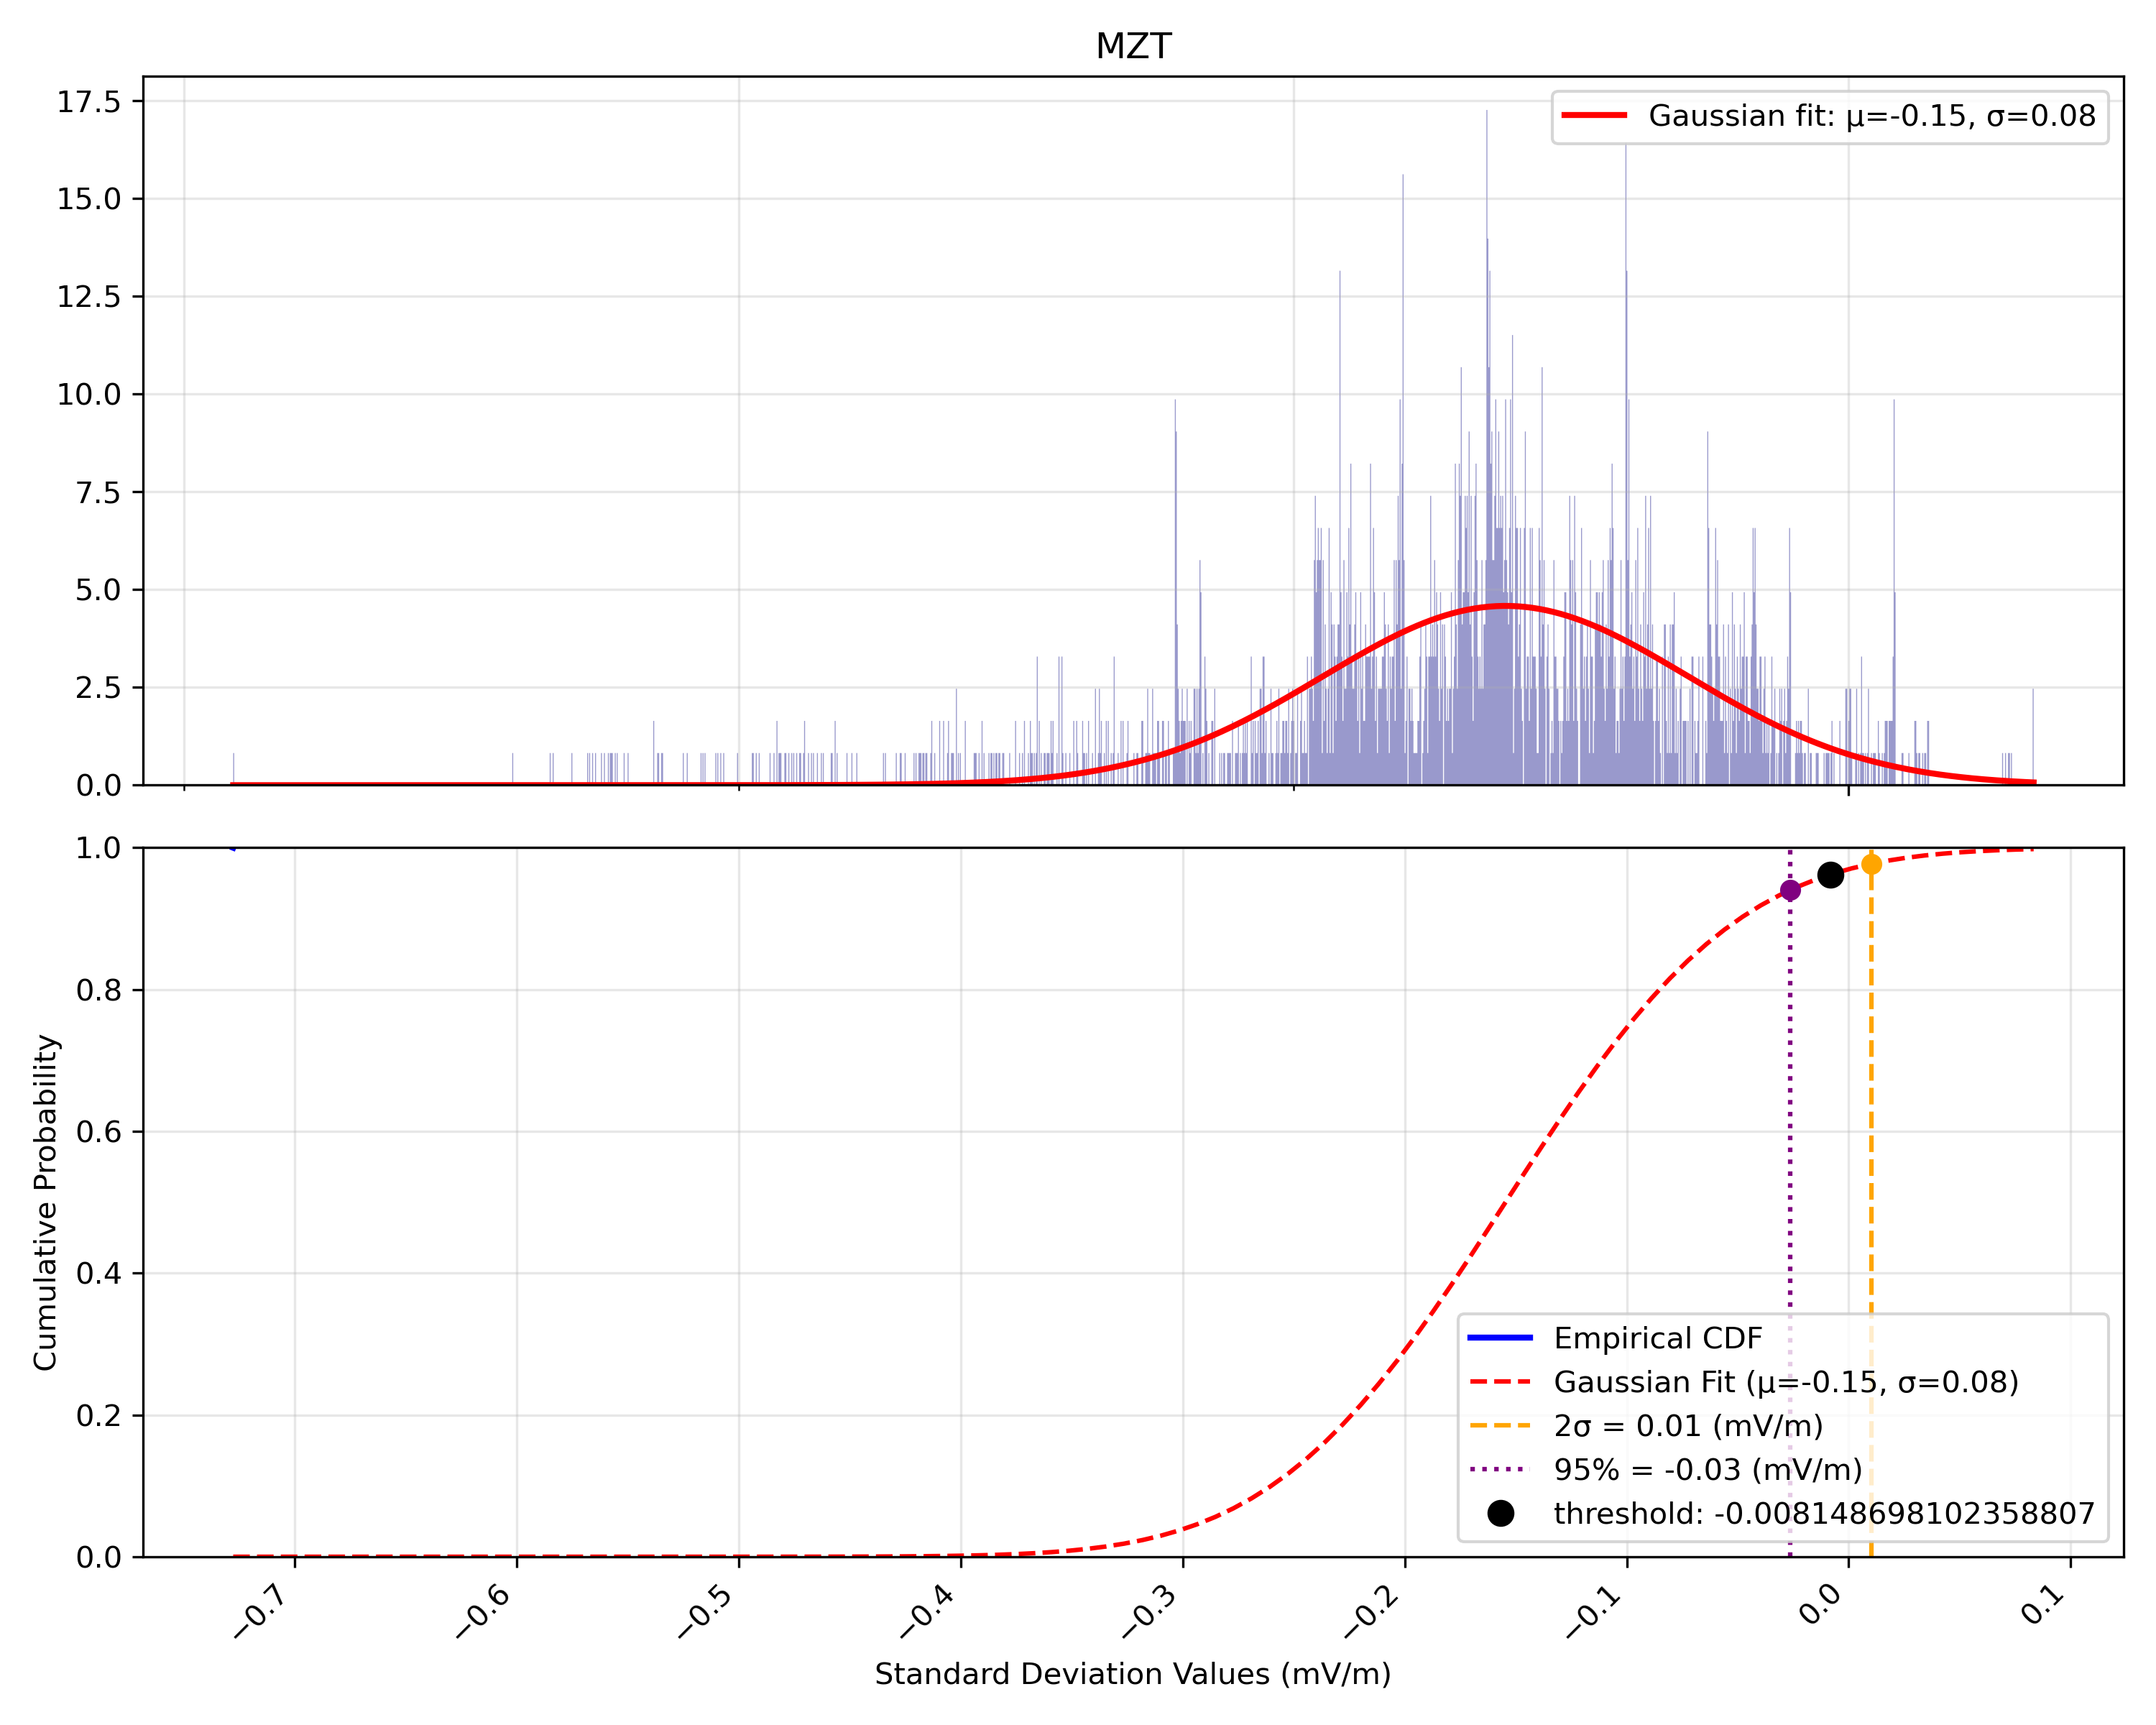 MZT
17.5
15.0
12.5
10.0
7.5
5.0
2.5
0.0
Gaussian fit: μ=-0.15, σ=0.08
1.0
0.8
0.6
0.4
0.2
0.0
Cumulative Probability
Empirical CDF
Gaussian Fit (μ=-0.15, σ=0.08)
2σ = 0.01 (mV/m)
95% = -0.03 (mV/m)
threshold: -0.008148698102358807
−0.7
−0.6
−0.5
−0.4
−0.3
−0.2
−0.1
0.0
0.1
Standard Deviation Values (mV/m)